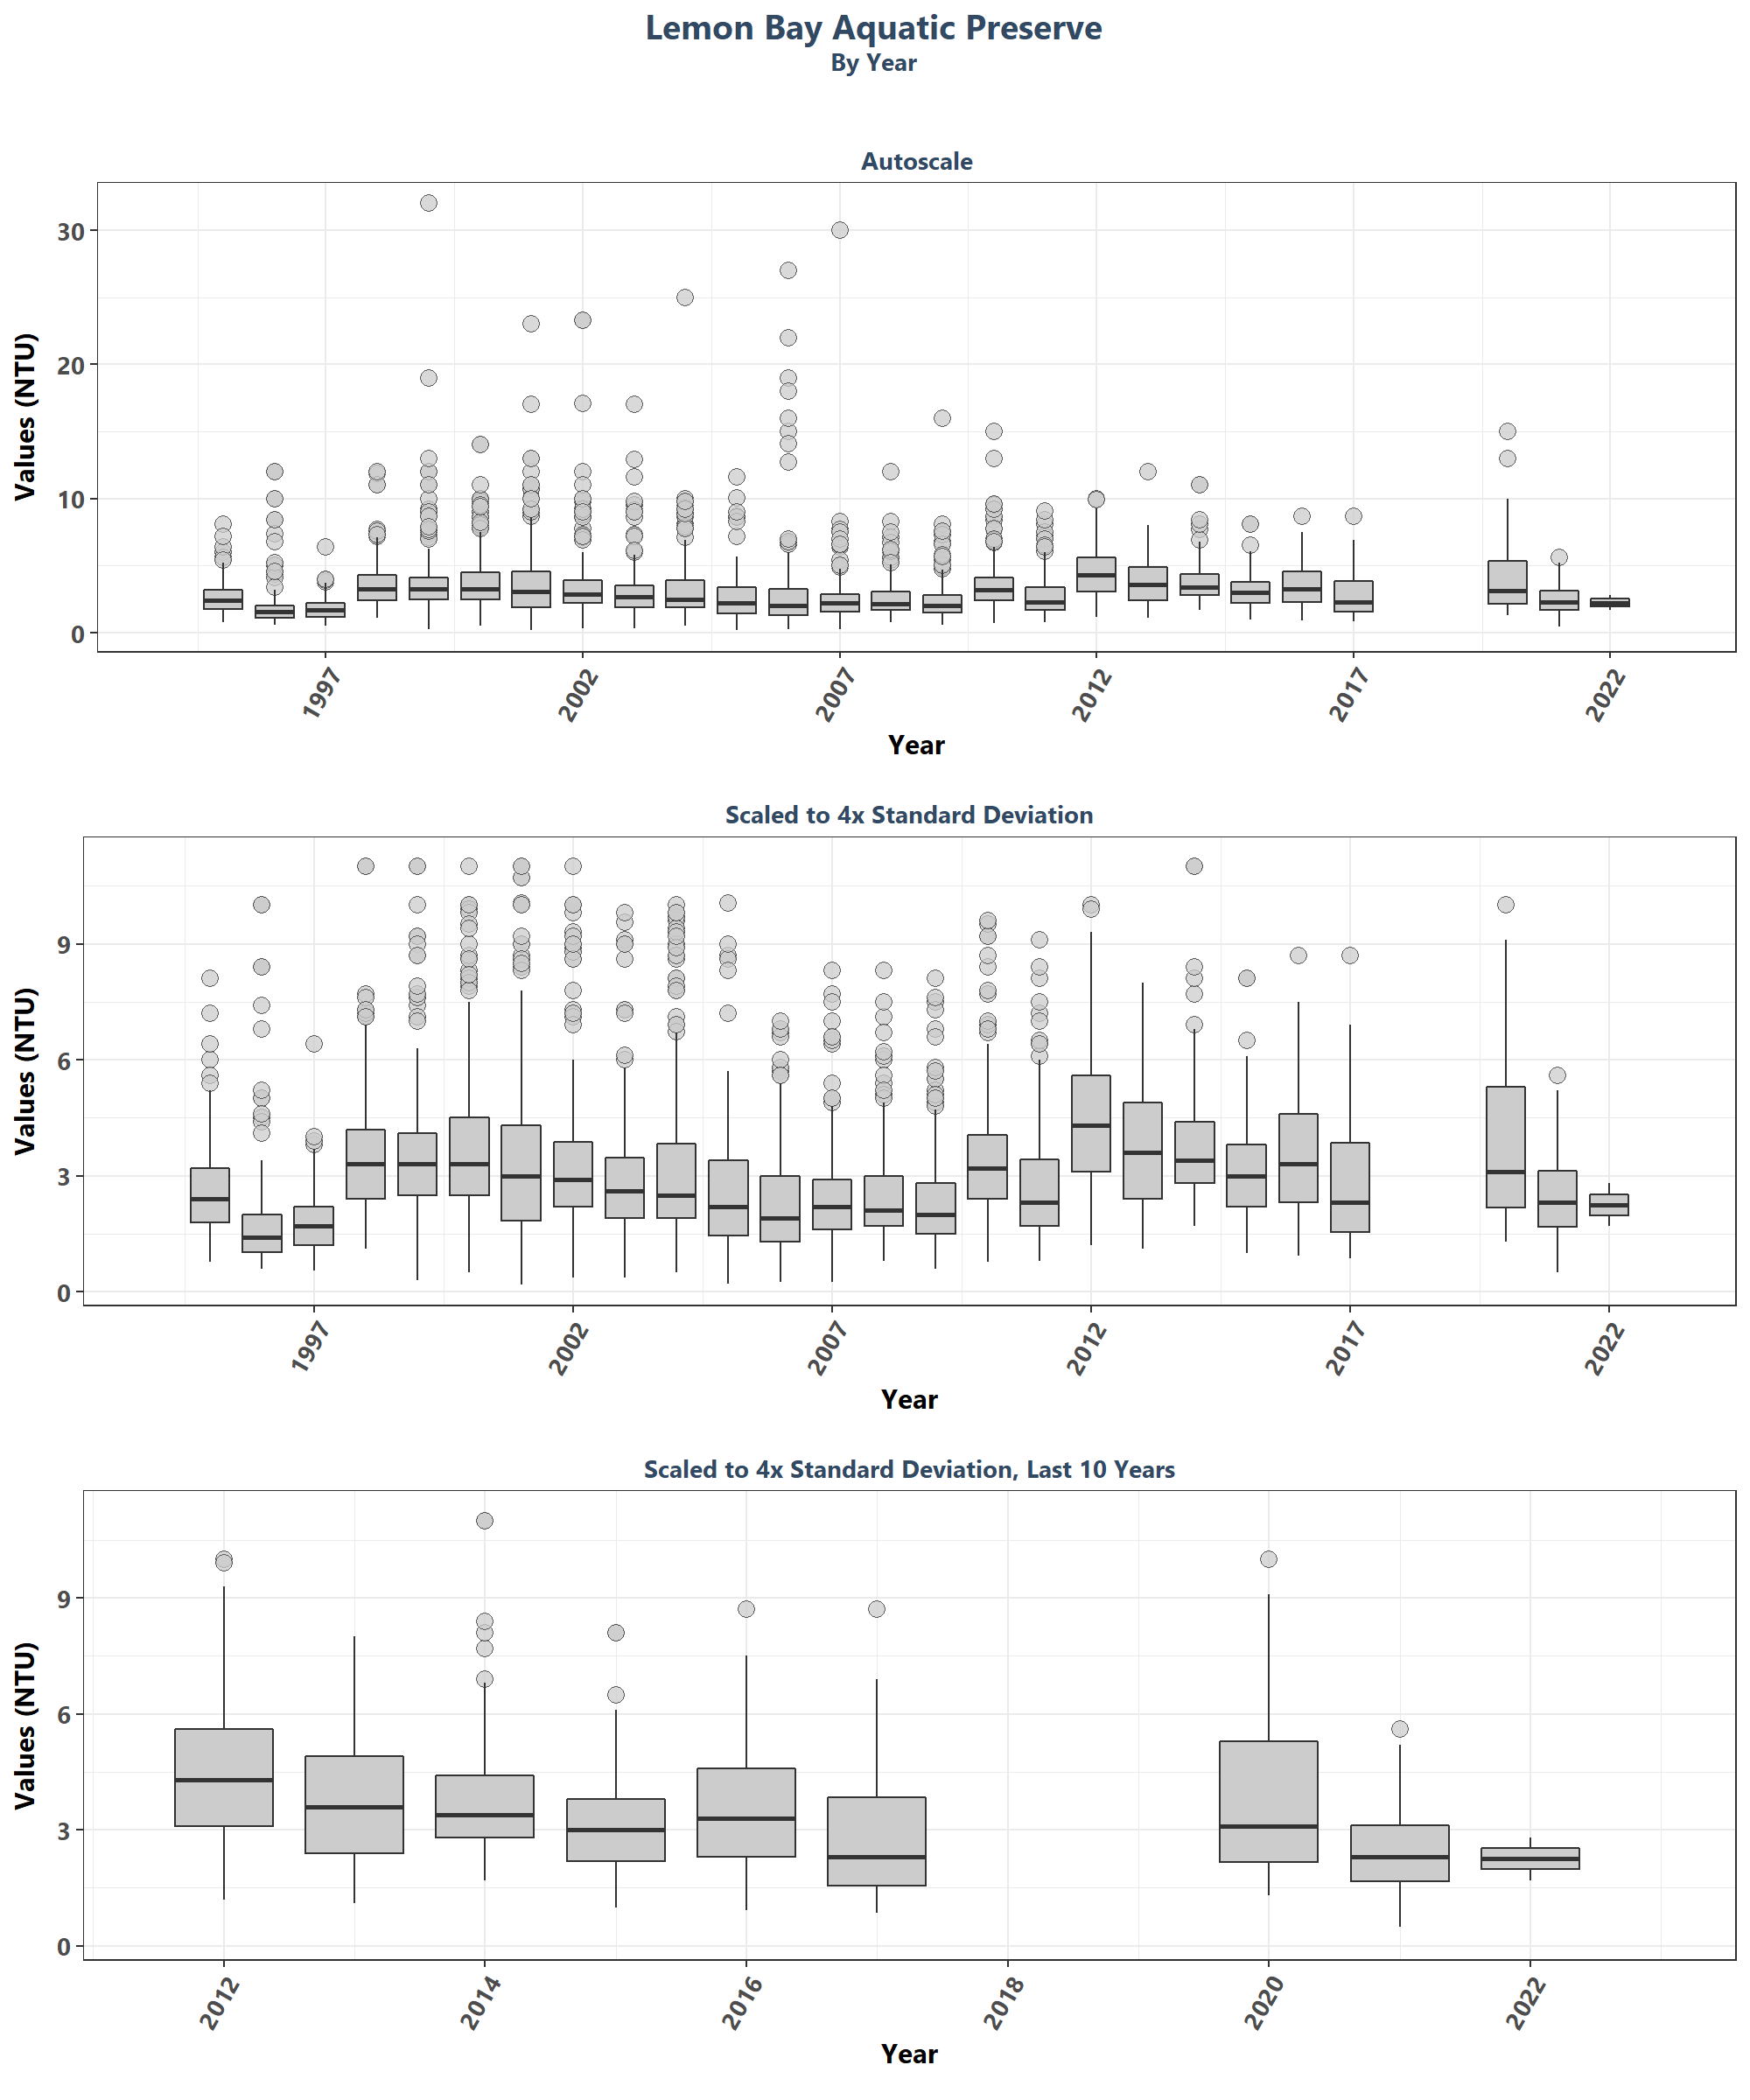 Lemon Bay Aquatic Preserve
By Year
Autoscale
Values (NTU)
30
20
10
0
1997
2002
2007
2012
2017
2022
Year
Scaled to 4x Standard Deviation
Values (NTU)
9
6
3
0
1997
2002
2007
2012
2017
2022
Year
Scaled to 4x Standard Deviation, Last 10 Years
Values (NTU)
9
6
3
0
2012
2014
2016
2018
2020
2022
Year